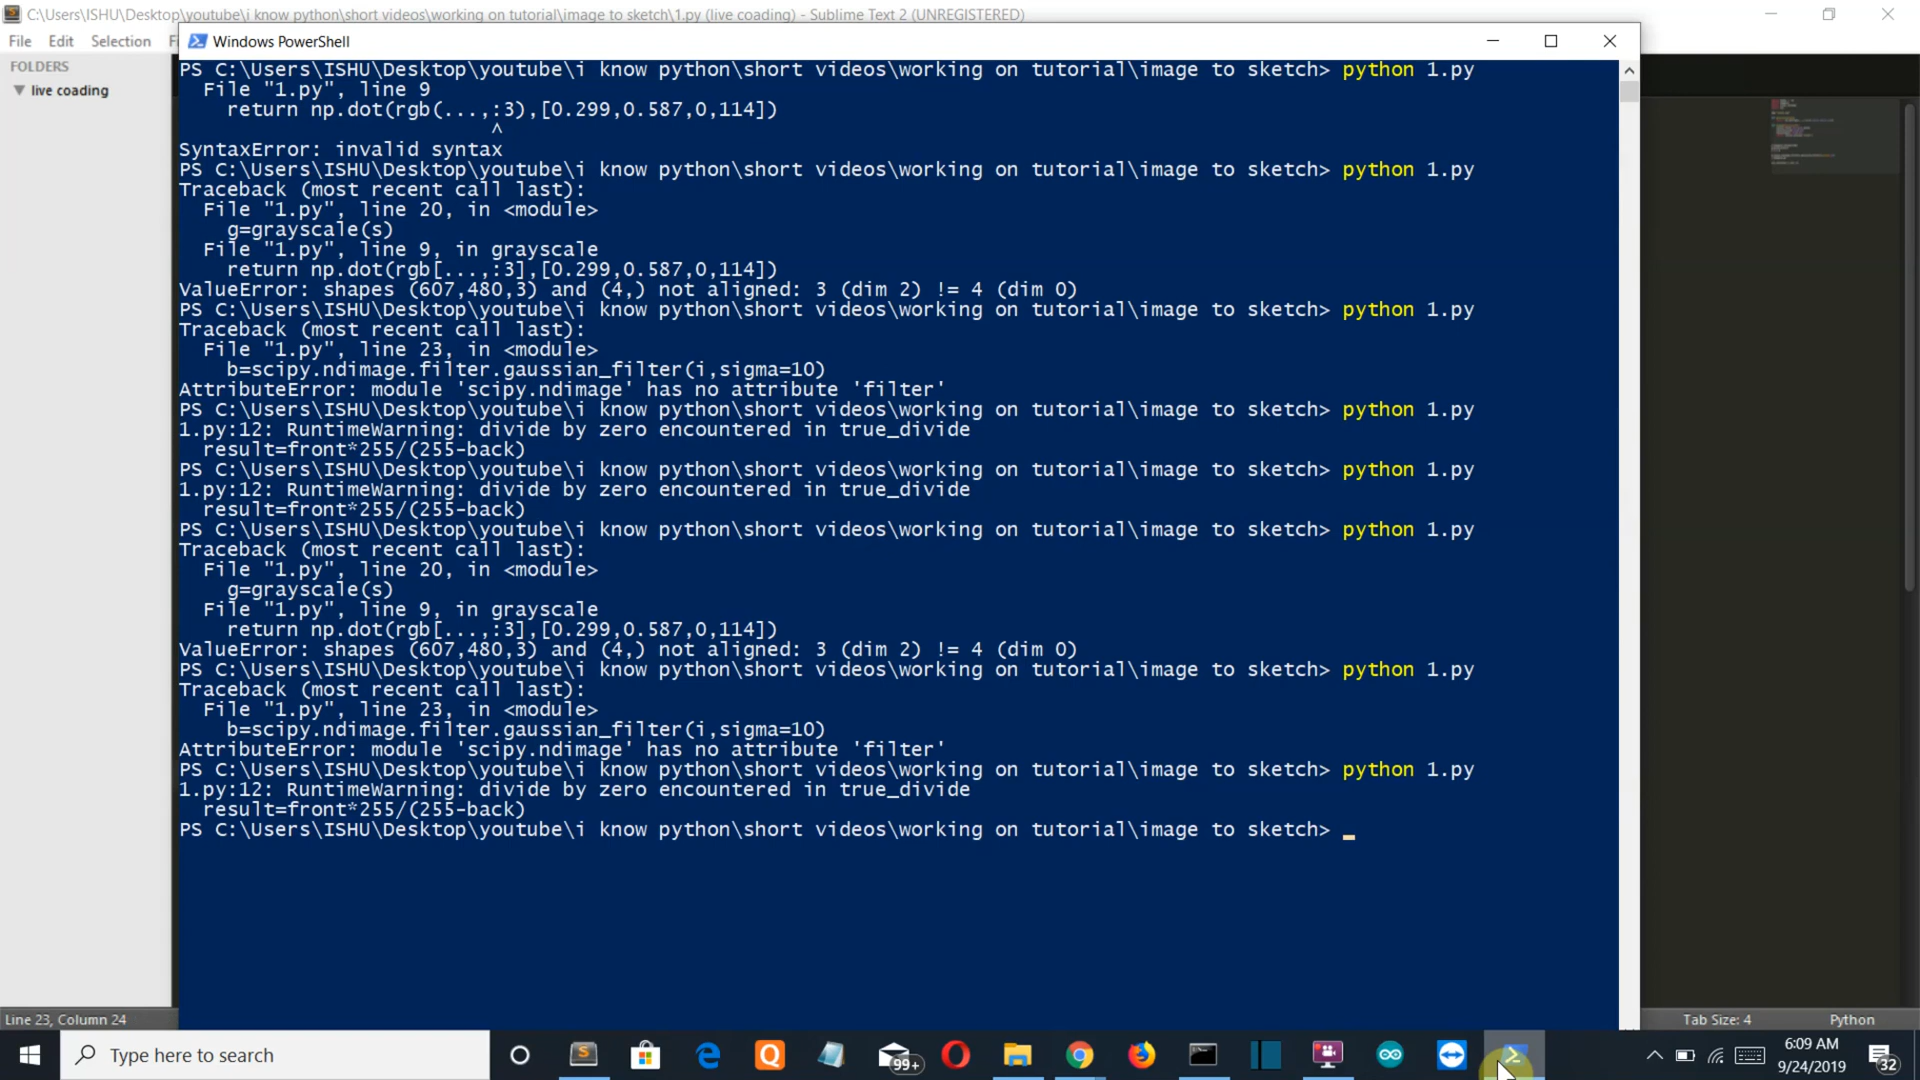 C:\Users\ISHU\Desktop\youtube\i know python\short videos\working on tutorial\image to sketch\1.py (live coading) - Sublime Text 2 (UNREGISTERED)
File Edit Selection Fi
Windows PowerShell
FOLDERS
live coading
PS C:\Users\ISHU\Desktop\youtube\i know python\short videos\working on tutorial\image to sketch> python 1.py
File "1.py", line 9
return np.dot(rgb(...,:3),[0.299,0.587,0,114])
^
SyntaxError: invalid syntax
PS C:\Users\ISHU\Desktop\youtube\i know python\short videos\working on tutorial\image to sketch> python 1.py
Traceback (most recent call last):
File "1.py", line 20, in <module>
g=grayscale(s)
File "1.py", line 9, in grayscale
return np.dot(rgb[...,:3],[0.299,0.587,0,114])
ValueError: shapes (607,480,3) and (4,) not aligned: 3 (dim 2) != 4 (dim 0)
PS C:\Users\ISHU\Desktop\youtube\i know python\short videos\working on tutorial\image to sketch> python 1.py
Traceback (most recent call last):
File "1.py", line 23, in <module>
b=scipy.ndimage.filter.gaussian_filter(i,sigma=10)
AttributeError: module 'scipy.ndimage' has no attribute 'filter'
PS C:\Users\ISHU\Desktop\youtube\i know python\short videos\working on tutorial\image to sketch> python 1.py
1.py:12: RuntimeWarning: divide by zero encountered in true_divide
result=front*255/(255-back)
PS C:\Users\ISHU\Desktop\youtube\i know python\short videos\working on tutorial\image to sketch> python 1.py
1.py:12: RuntimeWarning: divide by zero encountered in true_divide
result=front*255/(255-back)
PS C:\Users\ISHU\Desktop\youtube\i know python\short videos\working on tutorial\image to sketch> python 1.py
Traceback (most recent call last):
File "1.py", line 20, in <module>
g=grayscale(s)
File "1.py", line 9, in grayscale
return np.dot(rgb[...,:3],[0.299,0.587,0,114])
ValueError: shapes (607,480,3) and (4,) not aligned: 3 (dim 2) != 4 (dim 0)
PS C:\Users\ISHU\Desktop\youtube\i know python\short videos\working on tutorial\image to sketch> python 1.py
Traceback (most recent call last):
File "1.py", line 23, in <module>
b=scipy.ndimage.filter.gaussian_filter(i,sigma=10)
AttributeError: module 'scipy.ndimage' has no attribute 'filter'
PS C:\Users\ISHU\Desktop\youtube\i know python\short videos\working on tutorial\image to sketch> python 1.py
1.py:12: RuntimeWarning: divide by zero encountered in true_divide
result=front*255/(255-back)
PS C:\Users\ISHU\Desktop\youtube\i know python\short videos\working on tutorial\image to sketch>
Line 23, Column 24
Tab Size: 4
Python
Type here to search
99+
6:09 AM
9/24/2019
32